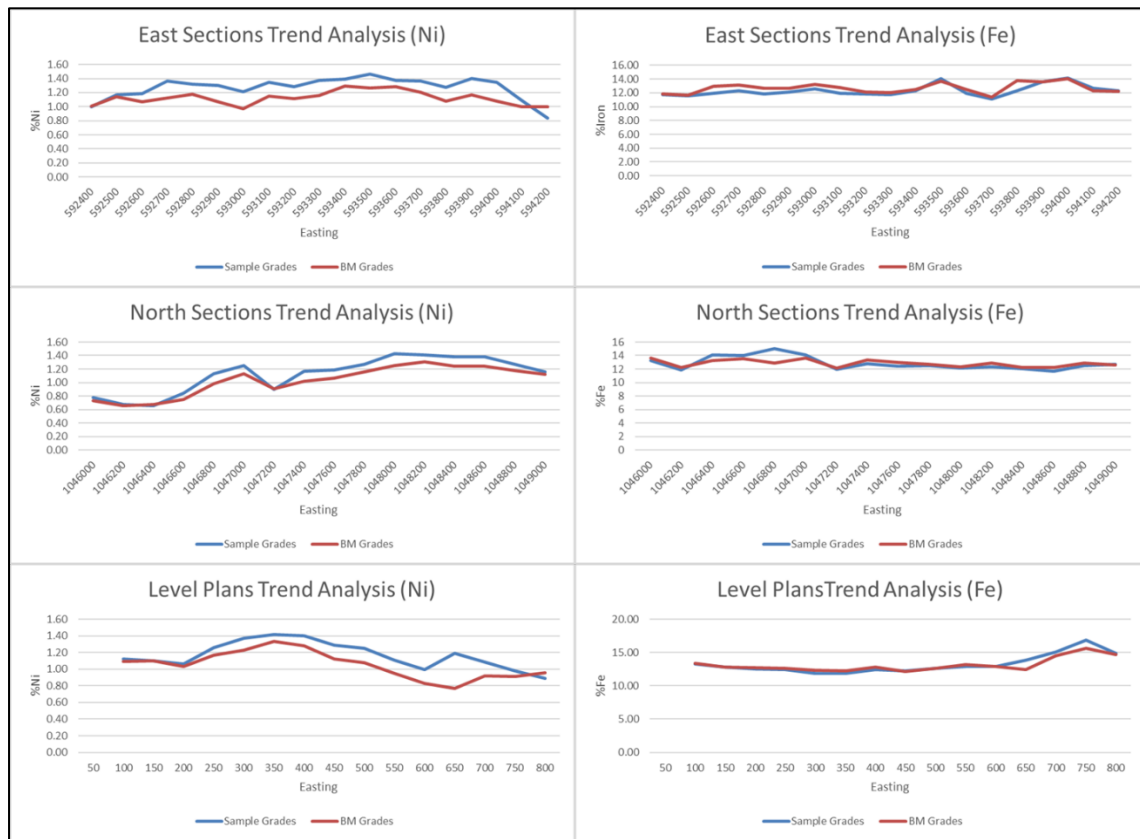 East Sections Trend Analysis (Ni)
1.60
1.40
1.20
1.00
0.80
0.60
0.40
0.20
0.00
%Ni
592400 592500 592600 592700 592800 592900 593000 593100 593200 593300 593400 593500 593600 593700 593800 593900 594000 594100 594200
Easting
Sample Grades BM Grades
East Sections Trend Analysis (Fe)
16.00
14.00
12.00
10.00
8.00
6.00
4.00
2.00
0.00
%Iron
592400 592500 592600 592700 592800 592900 593000 593100 593200 593300 593400 593500 593600 593700 593800 593900 594000 594100 594200
Easting
Sample Grades BM Grades
North Sections Trend Analysis (Ni)
1.60
1.40
1.20
1.00
0.80
0.60
0.40
0.20
0.00
%Ni
1046000 1046200 1046400 1046600 1046800 1047000 1047200 1047400 1047600 1047800 1048000 1048200 1048400 1048600 1048800 1049000
Easting
Sample Grades BM Grades
North Sections Trend Analysis (Fe)
16
14
12
10
8
6
4
2
0
%Fe
1046000 1046200 1046400 1046600 1046800 1047000 1047200 1047400 1047600 1047800 1048000 1048200 1048400 1048600 1048800 1049000
Easting
Sample Grades BM Grades
Level Plans Trend Analysis (Ni)
1.60
1.40
1.20
1.00
0.80
0.60
0.40
0.20
0.00
%Ni
50 100 150 200 250 300 350 400 450 500 550 600 650 700 750 800
Easting
Sample Grades BM Grades
Level PlansTrend Analysis (Fe)
20.00
15.00
10.00
5.00
0.00
%Fe
50 100 150 200 250 300 350 400 450 500 550 600 650 700 750 800
Easting
Sample Grades BM Grades